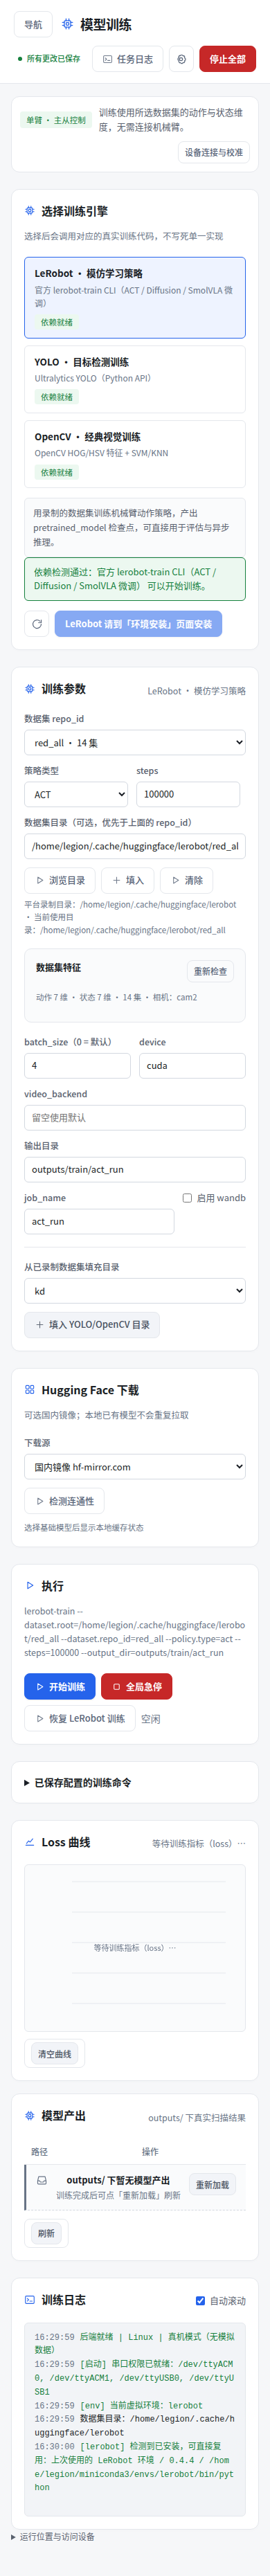 导航
模型训练
所有更改已保存
任务日志
停止全部
单臂 · 主从控制
训练使用所选数据集的动作与状态维
度，无需连接机械臂。
设备连接与校准
选择训练引擎
选择后会调用对应的真实训练代码，不写死单一实现
LeRobot · 模仿学习策略
官方 lerobot-train CLI（ACT / Diffusion / SmolVLA 微
调）
依赖就绪
YOLO · 目标检测训练
Ultralytics YOLO（Python API）
依赖就绪
OpenCV · 经典视觉训练
OpenCV HOG/HSV 特征 + SVM/KNN
依赖就绪
用录制的数据集训练机械臂动作策略，产出
pretrained_model 检查点，可直接用于评估与异步
推理。
依赖检测通过：官方 lerobot-train CLI（ACT /
Diffusion / SmolVLA 微调） 可以开始训练。
LeRobot 请到「环境安装」页面安装
训练参数
LeRobot · 模仿学习策略
数据集 repo_id
red_all · 14 集
策略类型
steps
ACT
100000
数据集目录（可选，优先于上面的 repo_id）
/home/legion/.cache/huggingface/lerobot/red_al
浏览目录
填入
清除
平台录制目录：/home/legion/.cache/huggingface/lerobot
· 当前使用目
录：/home/legion/.cache/huggingface/lerobot/red_all
数据集特征
重新检查
动作 7 维 · 状态 7 维 · 14 集 · 相机：cam2
batch_size（0 = 默认）
device
4
cuda
video_backend
留空使用默认
输出目录
outputs/train/act_run
job_name
启用 wandb
act_run
从已录制数据集填充目录
kd
填入 YOLO/OpenCV 目录
Hugging Face 下载
可选国内镜像；本地已有模型不会重复拉取
下载源
国内镜像 hf-mirror.com
检测连通性
选择基础模型后显示本地缓存状态
执行
lerobot-train --
dataset.root=/home/legion/.cache/huggingface/lerobo
t/red_all --dataset.repo_id=red_all --policy.type=act --
steps=100000 --output_dir=outputs/train/act_run
开始训练
全局急停
恢复 LeRobot 训练
空闲
已保存配置的训练命令
Loss 曲线
等待训练指标（loss）…
等待训练指标（loss）…
清空曲线
模型产出
outputs/ 下真实扫描结果
路径
操作
outputs/ 下暂无模型产出
训练完成后可点「重新加载」刷新
重新加载
刷新
训练日志
自动滚动
16:29:59 后端就绪 | Linux | 真机模式（无模拟
数据）
16:29:59 [启动] 串口权限已就绪：/dev/ttyACM
0, /dev/ttyACM1, /dev/ttyUSB0, /dev/ttyU
SB1
16:29:59 [env] 当前虚拟环境：lerobot
16:29:59 数据集目录：/home/legion/.cache/h
uggingface/lerobot
16:30:00 [lerobot] 检测到已安装，可直接复
用：上次使用的 LeRobot 环境 / 0.4.4 / /hom
e/legion/miniconda3/envs/lerobot/bin/pyt
hon
运行位置与访问设备